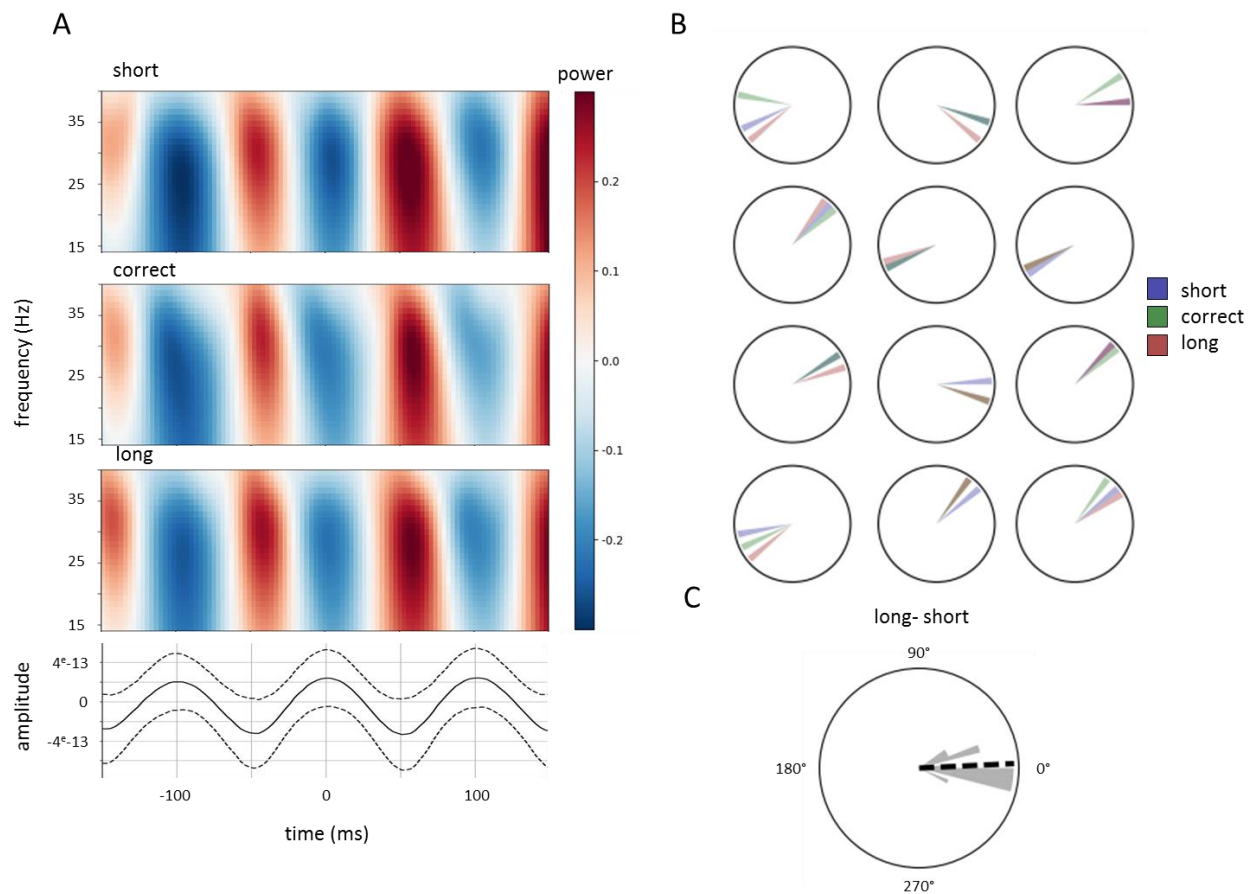 A
short
power
35
25
15
0.2
0.1
0.0
-0.1
-0.2
correct
35
25
15
frequency (Hz)
long
35
25
15
amplitude
4e-13
0
-4e-13
-100
0
100
time (ms)
B
short
correct
long
C
long- short
90°
180°
0°
270°